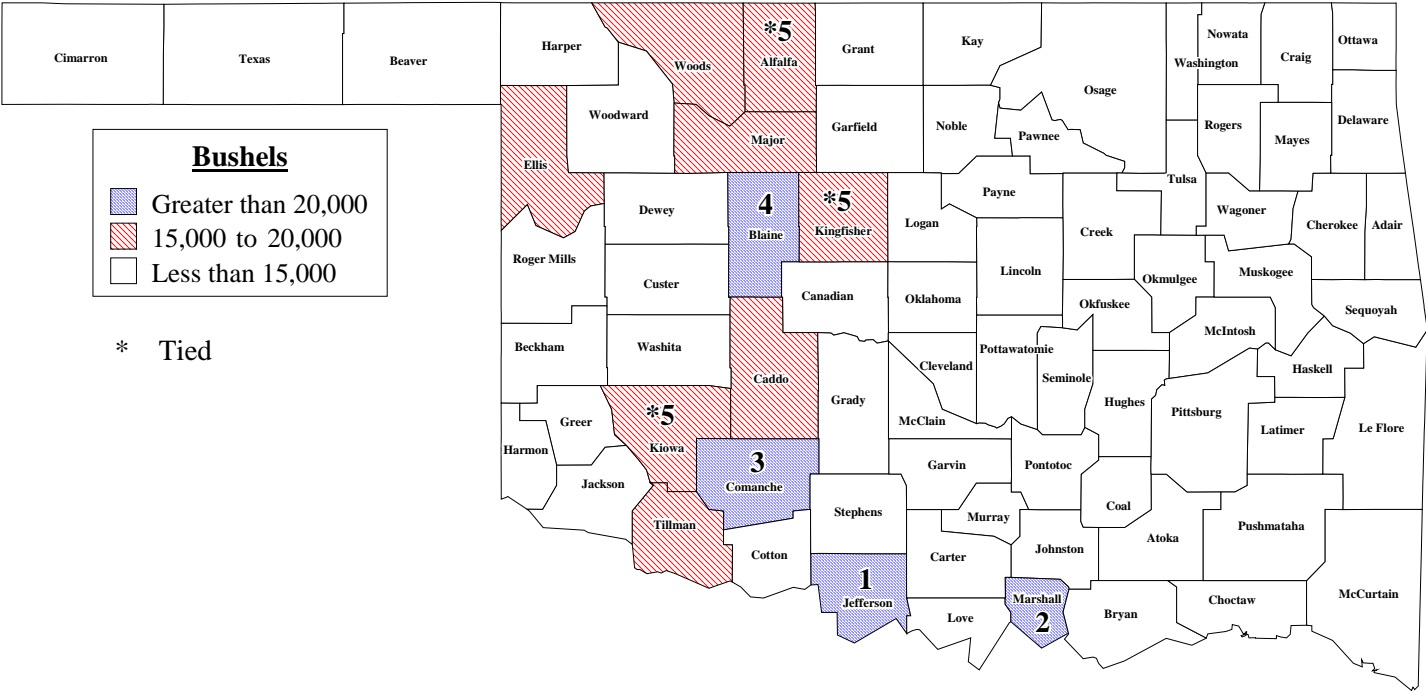 Cimarron
Texas
Beaver
Harper
Woods
*5
Alfalfa
Grant
Kay
Osage
Washington
Nowata
Craig
Ottawa
Woodward
Ellis
Major
Garfield
Noble
Pawnee
Rogers
Mayes
Delaware
Bushels
Greater than 20,000
15,000 to 20,000
Less than 15,000
* Tied
Dewey
4
Blaine
*5
Kingfisher
Logan
Payne
Creek
Tulsa
Wagoner
Cherokee
Adair
Roger Mills
Custer
Canadian
Oklahoma
Lincoln
Okmulgee
Muskogee
Okfuskee
McIntosh
Sequoyah
Beckham
Washita
Caddo
Grady
Cleveland
Pottawatomie
Seminole
Hughes
Pittsburg
Haskell
McClain
Latimer
Le Flore
Greer
*5
Kiowa
Harmon
Jackson
3
Comanche
Garvin
Pontotoc
Coal
Tillman
Stephens
Murray
Johnston
Atoka
Pushmataha
Cotton
Carter
1
Jefferson
Love
Marshall
2
Bryan
Choctaw
McCurtain